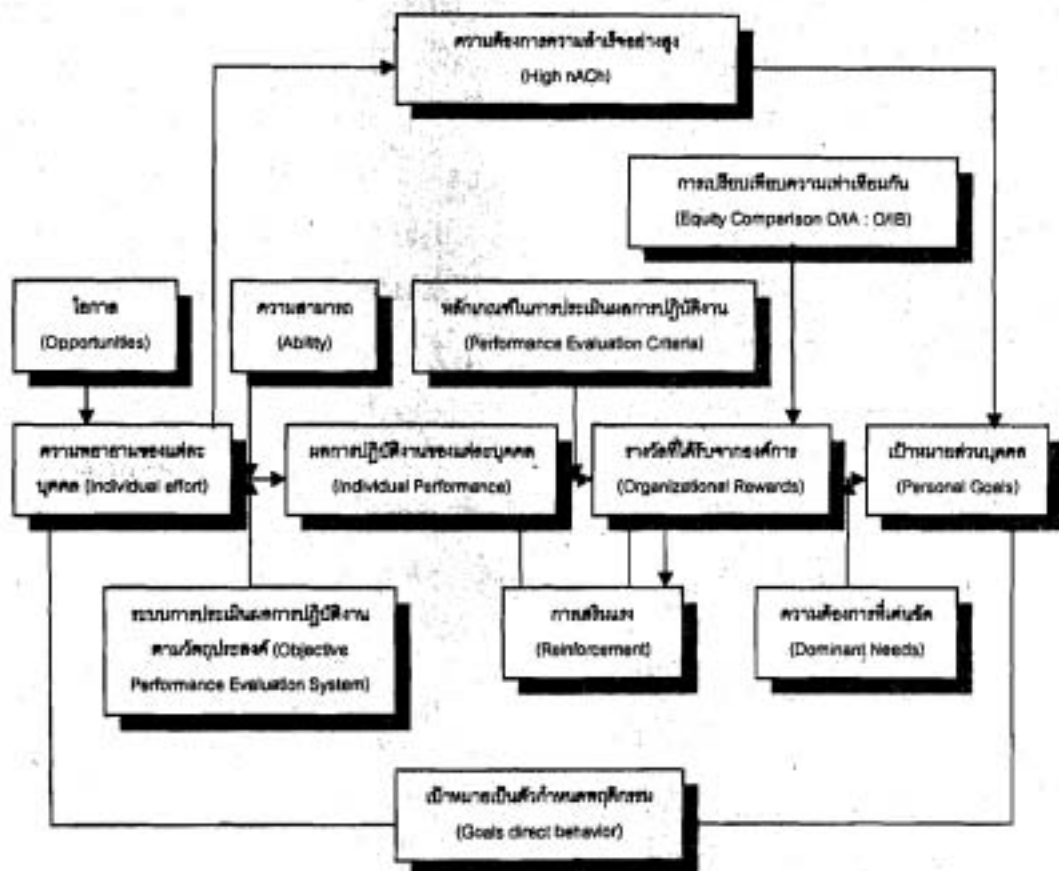 ความต้องการความสำเร็จอย่างสูง
(High nACh)
การเปรียบเทียบความเท่าเทียมกัน
(Equity Comparison O/IA : O/IB)
โอกาส
(Opportunities)
ความสามารถ
(Ability)
หลักเกณฑ์ในการประเมินผลการปฏิบัติงาน
(Performance Evaluation Criteria)
ความพยายามของแต่ละ
บุคคล (Individual effort)
ผลการปฏิบัติงานของแต่ละบุคคล
(Individual Performance)
รางวัลที่ได้รับจากองค์การ
(Organizational Rewards)
เป้าหมายส่วนบุคคล
(Personal Goals)
ระบบการประเมินผลการปฏิบัติงาน
ตามวัตถุประสงค์ (Objective
Performance Evaluation System)
การเสริมแรง
(Reinforcement)
ความต้องการที่เด่นชัด
(Dominant Needs)
เป้าหมายเป็นตัวกำหนดพฤติกรรม
(Goals direct behavior)